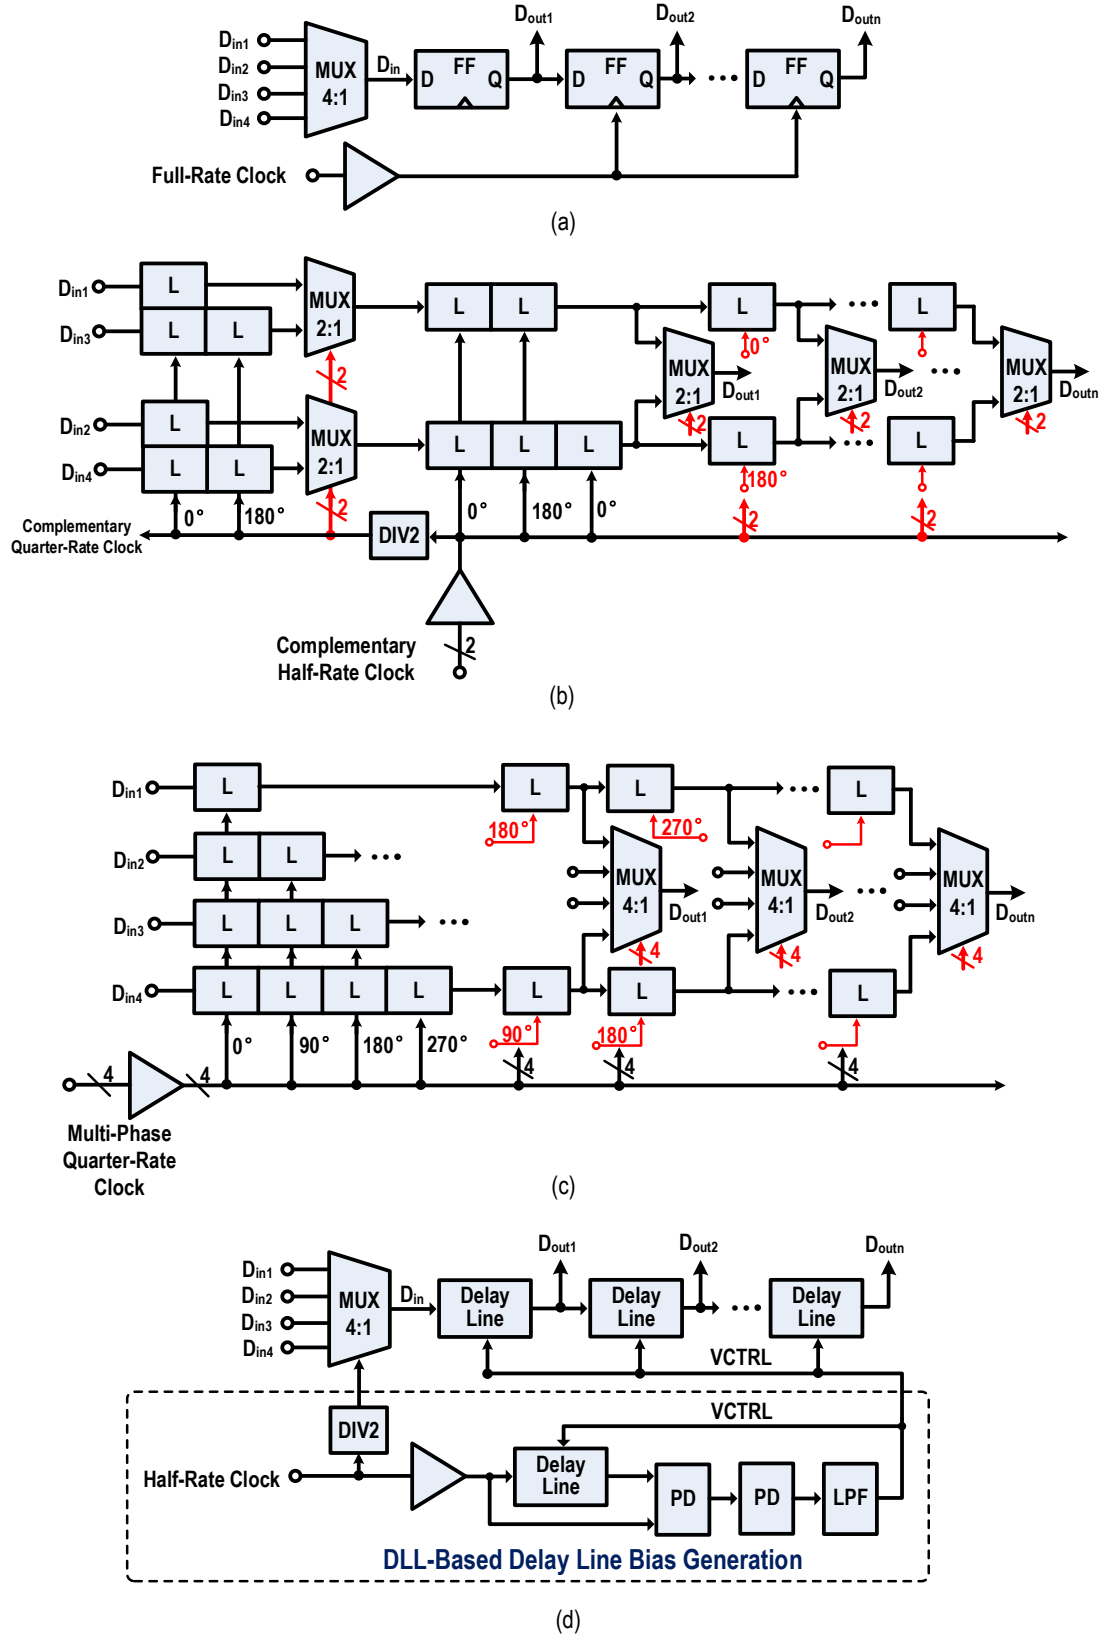 Dout1 Dout2 Doutn
Din1
Din2
Din3
Din4
MUX
4:1
Din
D FF Q
D FF Q
D FF Q
Full-Rate Clock
(a)
Din1
Din3
L
L L
MUX
2:1
2
L L
L
L
0°
MUX
2:1
2
Dout1
MUX
2:1
2
Dout2
MUX
2:1
2
Doutn
Din2
Din4
L
L L
MUX
2:1
2
L L L
L
L
180°
0° 180°
0° 180° 0°
2 2
Complementary
Quarter-Rate Clock
DIV2
Complementary
Half-Rate Clock
2
(b)
Din1 L L L L
180° 270°
Din2 L L
MUX
4:1
4
Dout1
MUX
4:1
4
Dout2
MUX
4:1
4
Doutn
Din3 L L L
Din4 L L L L L L L
90° 180°
0° 90° 180° 270°
4 4 4 4 4
Multi-Phase
Quarter-Rate
Clock
(c)
Dout1 Dout2 Doutn
Din1
Din2
Din3
Din4
MUX
4:1
Din
Delay
Line
Delay
Line
Delay
Line
VCTRL
VCTRL
DIV2
Half-Rate Clock
Delay
Line
PD PD LPF
DLL-Based Delay Line Bias Generation
(d)